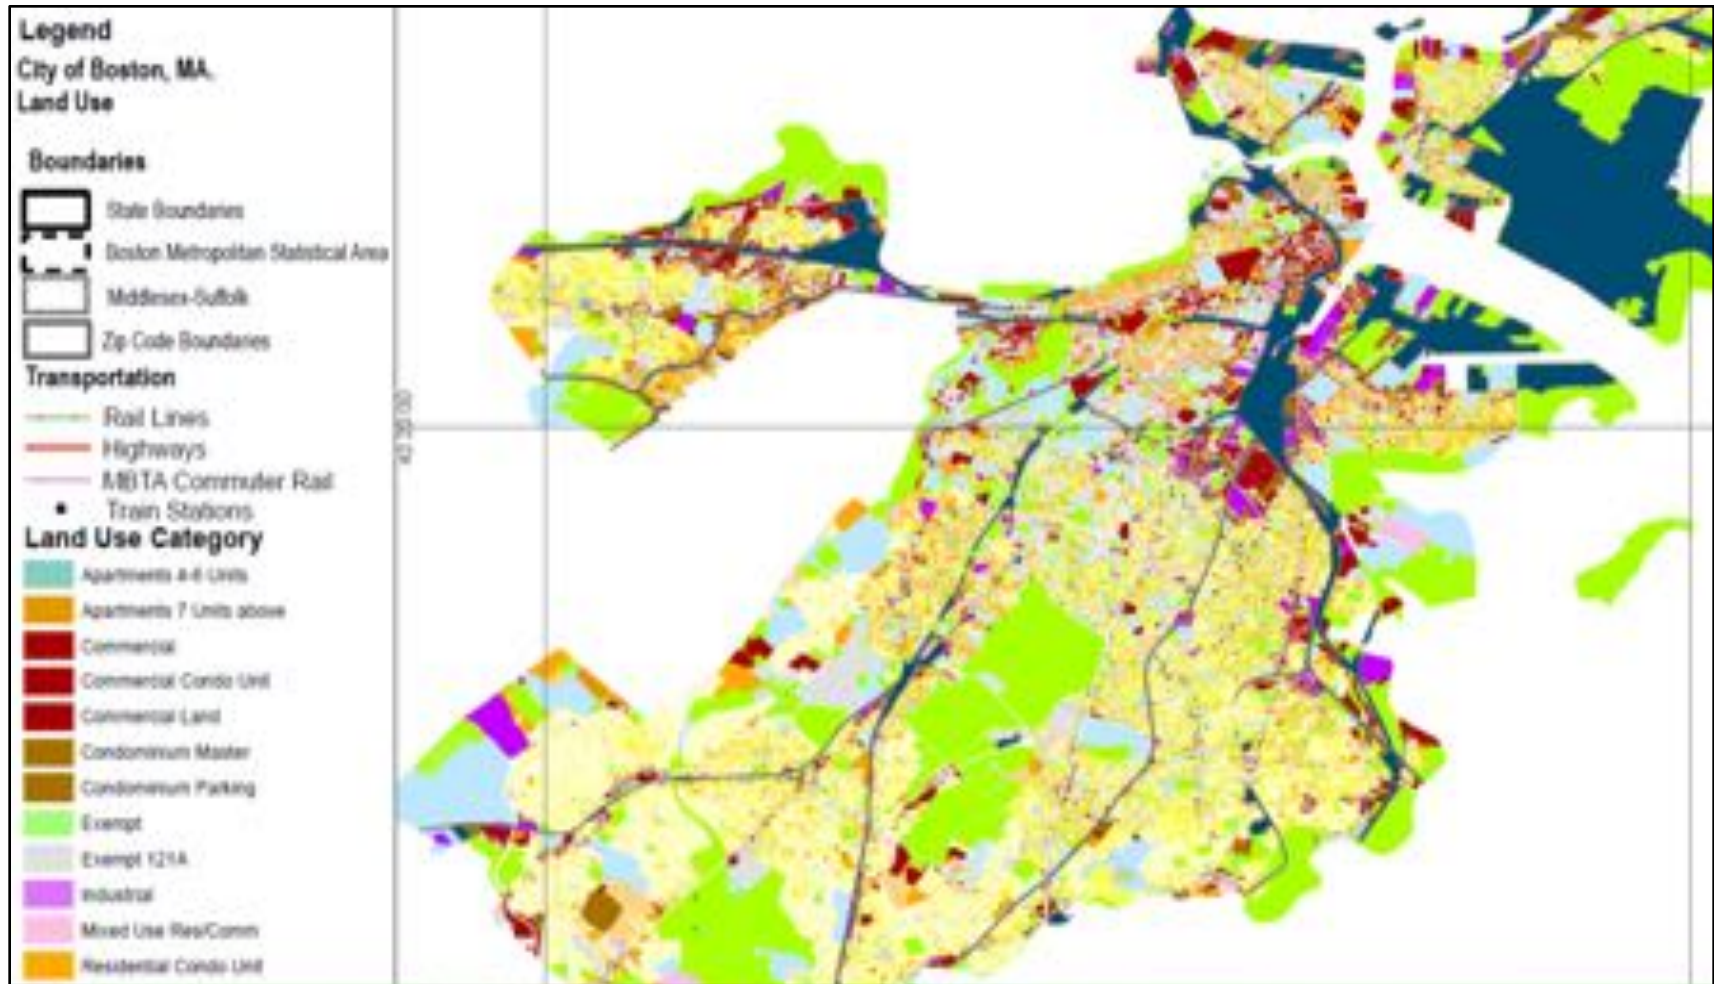 Legend
City of Boston, MA.
Land Use
Boundaries
State Boundaries
Boston Metropolitan Statistical Area
Middlesex-Suffolk
Zip Code Boundaries
Transportation
Rail Lines
Highways
MBTA Commuter Rail
Train Stations
Land Use Category
Apartments 4-6 Units
Apartments 7 Units above
Commercial
Commercial Condo Unit
Commercial Land
Condominium Master
Condominium Parking
Exempt
Exempt 121A
Industrial
Mixed Use Res/Comm
Residential Condo Unit